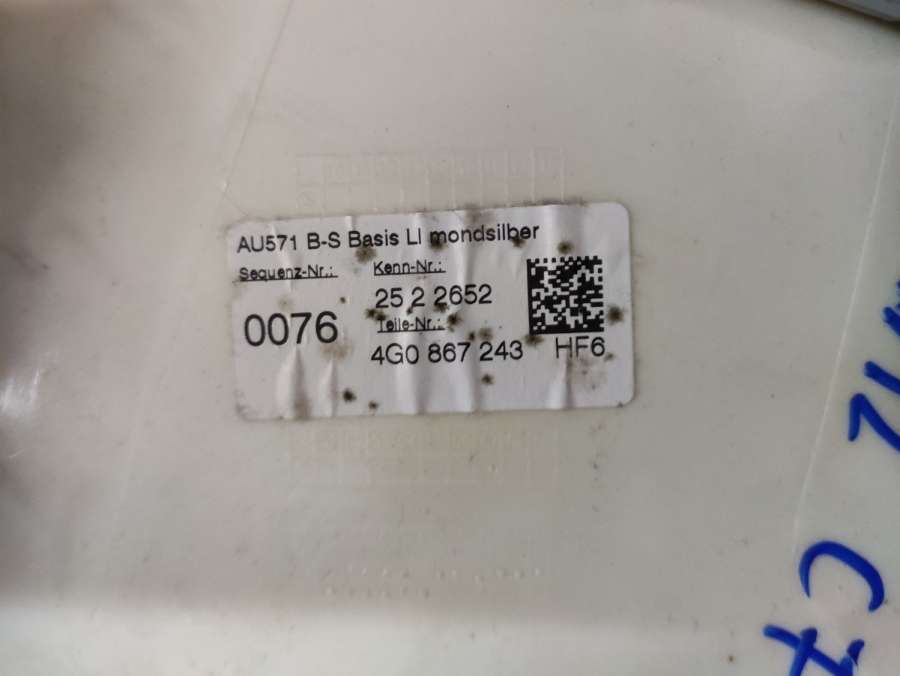 AU571 B-S Basis LI mondsilber
Sequenz-Nr.: Kenn-Nr.:
25 2 2652
0076 Teile-Nr.:
4G0 867 243 HF6